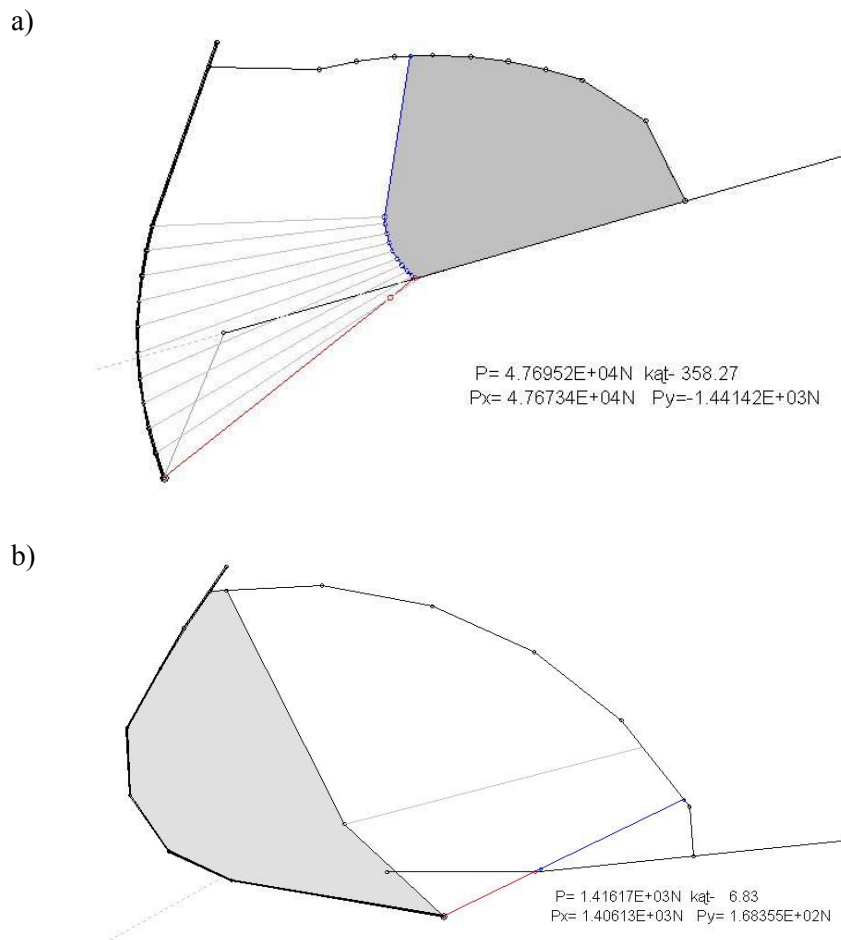 a)
P= 4.76952E+04N kąt- 358.27
Px= 4.76734E+04N Py=-1.44142E+03N
b)
P= 1.41617E+03N kąt- 6.83
Px= 1.40613E+03N Py= 1.68355E+02N